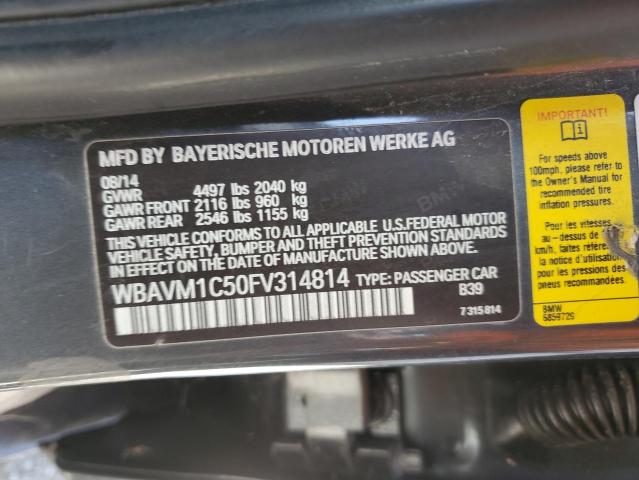 MFD BY BAYERISCHE MOTOREN WERKE AG
08/14
GVWR 4497 lbs 2040 kg
GAWR FRONT 2116 lbs 960 kg
GAWR REAR 2546 lbs 1155 kg
THIS VEHICLE CONFORMS TO ALL APPLICABLE U.S.FEDERAL MOTOR
VEHICLE SAFETY, BUMPER AND THEFT PREVENTION STANDARDS
IN EFFECT ON THE DATE OF MANUFACTURE SHOWN ABOVE.
WBAVM1C50FV314814 TYPE: PASSENGER CAR
B39
7315814
IMPORTANT!
For speeds above
100mph, please refer to
the Owner's Manual for
recommended tire
inflation pressures.
Pour les vitesses
au-dessus de
km/h, faites référe
à la notice d'utilisation
pour les pressions de
pneus recommandées.
BMW
6859729